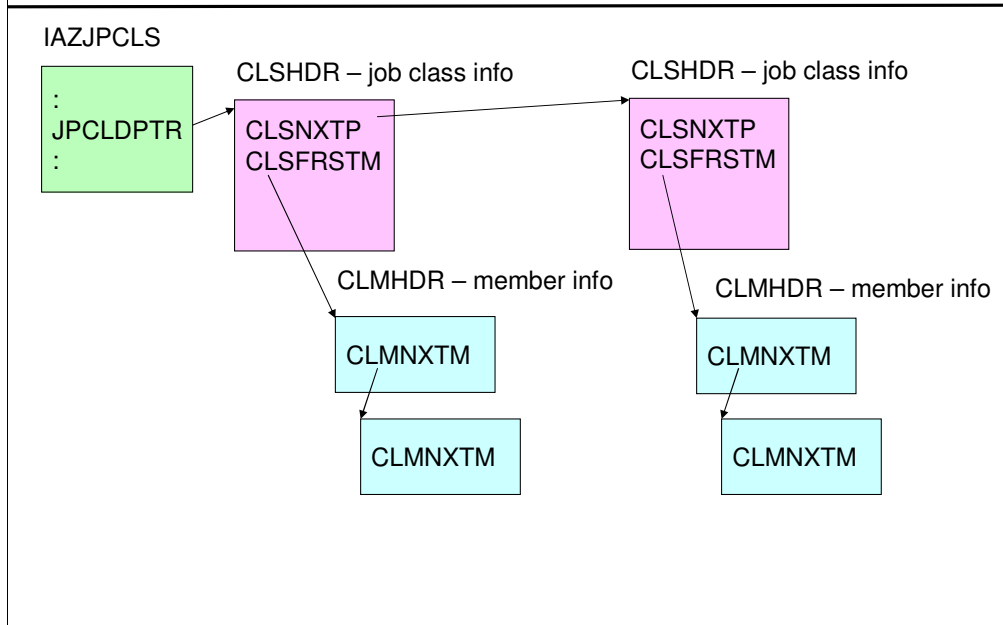 IAZJPCLS
:
JPCLDPTR
:
CLSHDR – job class info
CLSNXTP
CLSFRSTM
CLSHDR – job class info
CLSNXTP
CLSFRSTM
CLMHDR – member info
CLMNXTM
CLMNXTM
CLMHDR – member info
CLMNXTM
CLMNXTM